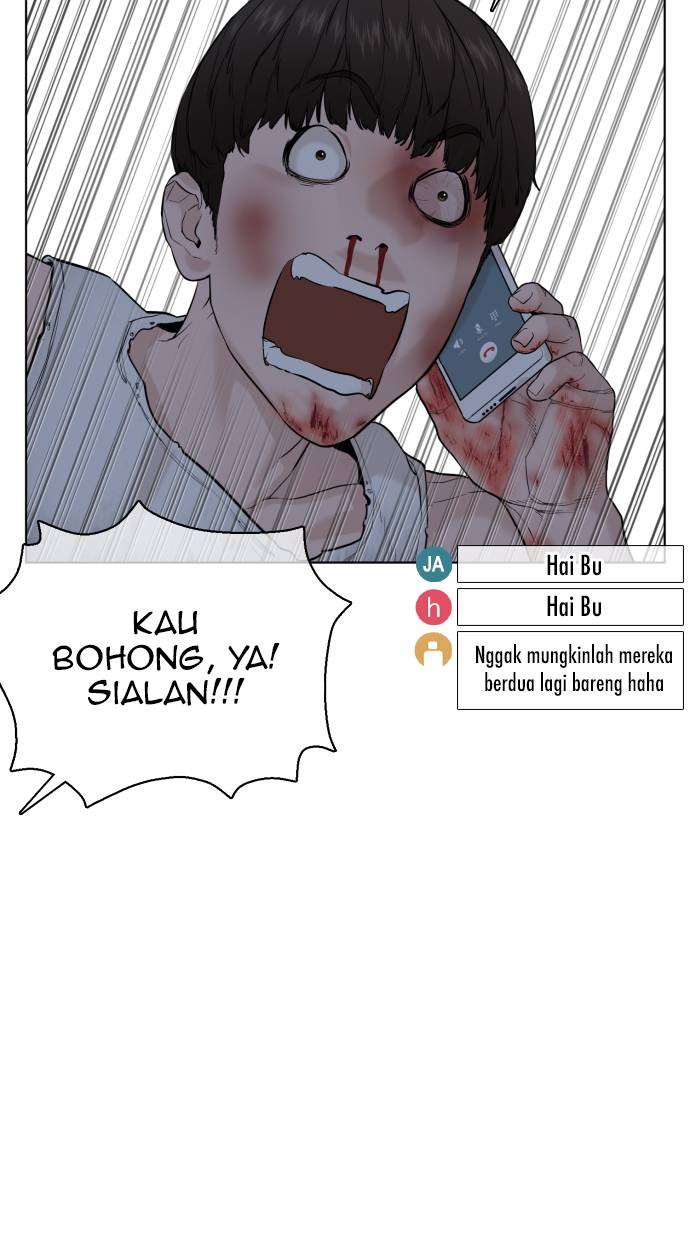 JA Hai Bu
h Hai Bu
Nggak mungkinlah mereka
berdua lagi bareng haha
KAU
BOHONG, YA!
SIALAN!!!